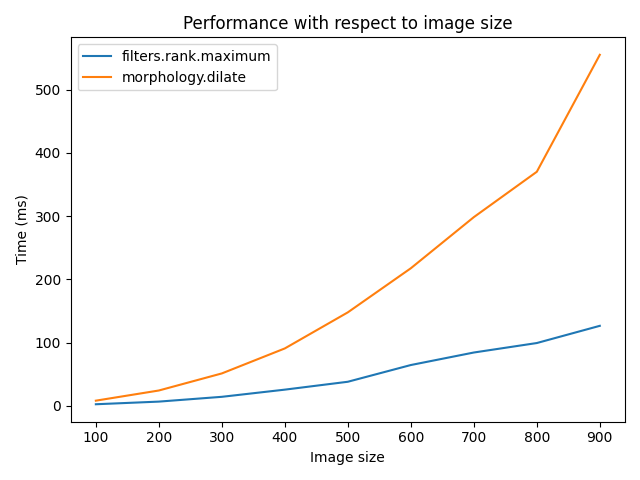 Performance with respect to image size
filters.rank.maximum
morphology.dilate
Time (ms)
500
400
300
200
100
0
100 200 300 400 500 600 700 800 900
Image size